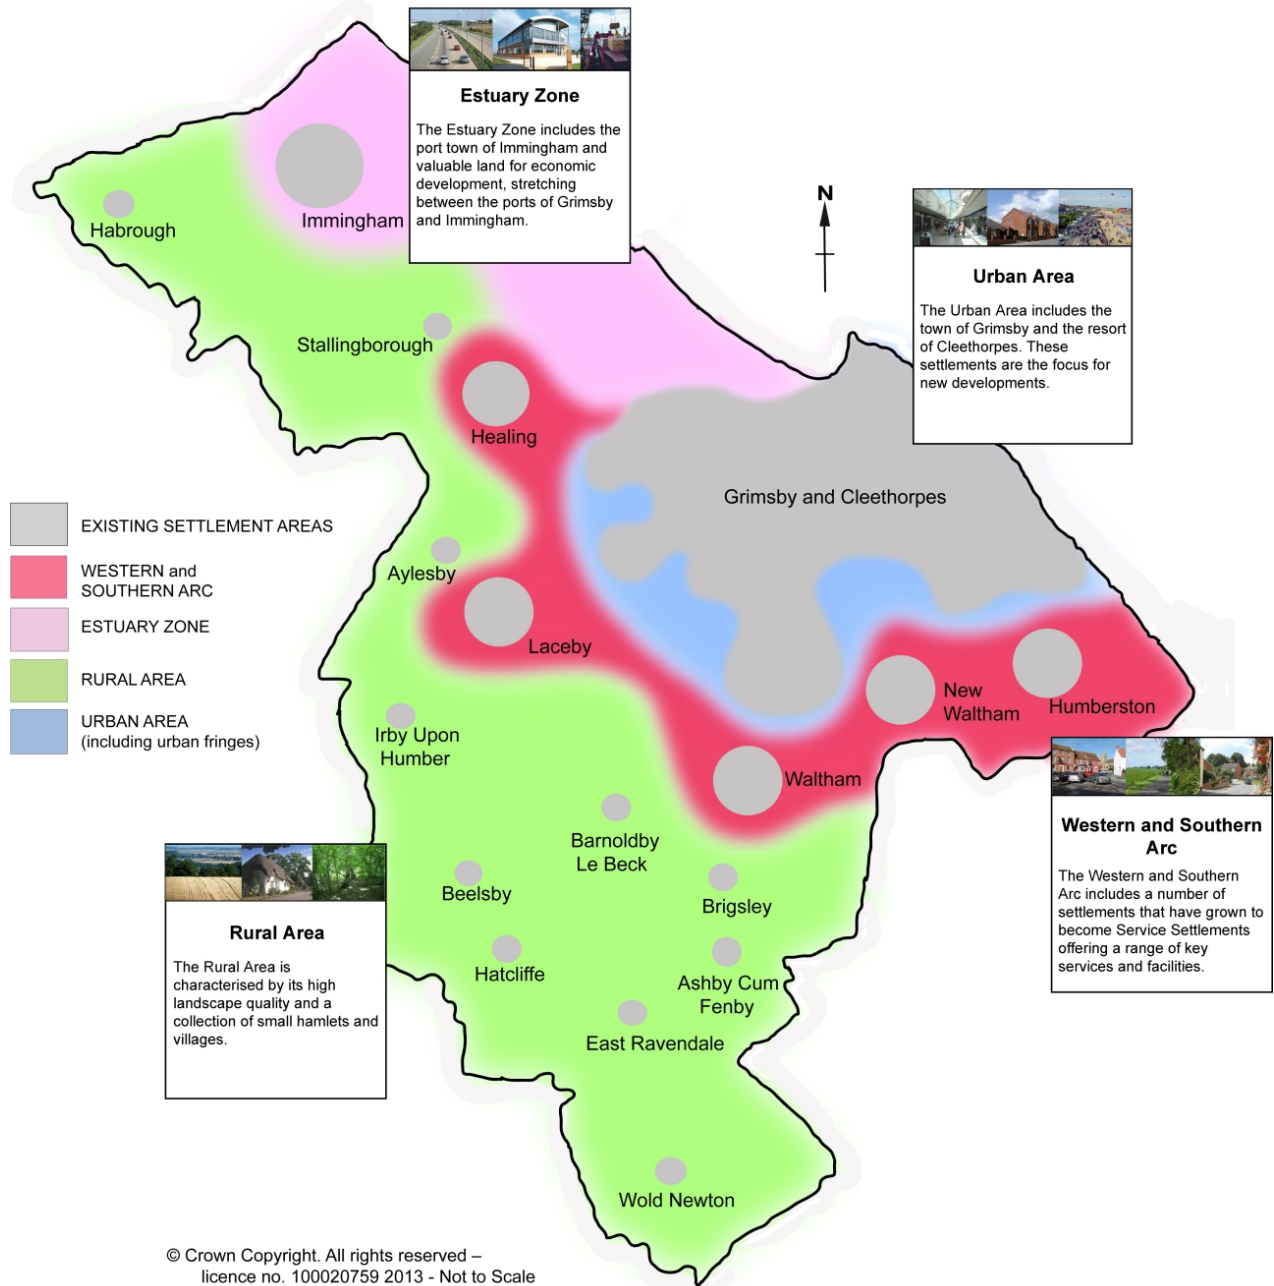 Estuary Zone
The Estuary Zone includes the
port town of Immingham and
valuable land for economic
development, stretching
between the ports of Grimsby
and Immingham.
N
Urban Area
The Urban Area includes the
town of Grimsby and the resort
of Cleethorpes. These
settlements are the focus for
new developments.
Immingham
Habrough
Stallingborough
Healing
Grimsby and Cleethorpes
EXISTING SETTLEMENT AREAS
WESTERN and
SOUTHERN ARC
ESTUARY ZONE
RURAL AREA
URBAN AREA
(including urban fringes)
Aylesby
Laceby
New
Waltham
Humberston
Irby Upon
Humber
Waltham
Barnoldby
Le Beck
Beelsby
Brigsley
Western and Southern
Arc
The Western and Southern
Arc includes a number of
settlements that have grown to
become Service Settlements
offering a range of key
services and facilities.
Rural Area
The Rural Area is
characterised by its high
landscape quality and a
collection of small hamlets and
villages.
Hatcliffe
Ashby Cum
Fenby
East Ravendale
Wold Newton
© Crown Copyright. All rights reserved –
licence no. 100020759 2013 - Not to Scale